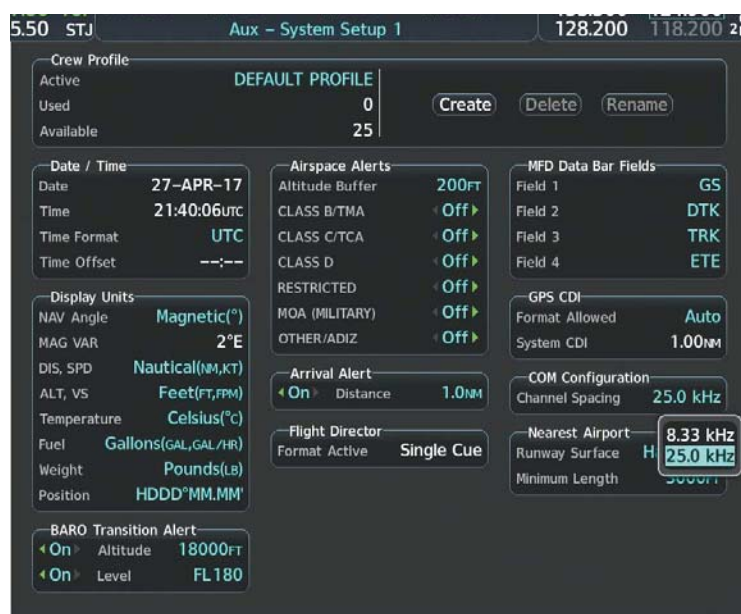 5.50 STJ
Aux – System Setup 1
128.200 118.200
Crew Profile
Active DEFAULT PROFILE
Used 0
Available 25
Create Delete Rename
Date / Time
Date 27–APR–17
Time 21:40:06UTC
Time Format UTC
Time Offset --:--
Display Units
NAV Angle Magnetic(°)
MAG VAR 2°E
DIS, SPD Nautical(NM,KT)
ALT, VS Feet(FT,FPM)
Temperature Celsius(°C)
Fuel Gallons(GAL,GAL/HR)
Weight Pounds(LB)
Position HDDD°MM.MM'
BARO Transition Alert
On Altitude 18000FT
On Level FL180
Airspace Alerts
Altitude Buffer 200FT
CLASS B/TMA Off
CLASS C/TCA Off
CLASS D Off
RESTRICTED Off
MOA (MILITARY) Off
OTHER/ADIZ Off
Arrival Alert
On Distance 1.0NM
Flight Director
Format Active Single Cue
MFD Data Bar Fields
Field 1 GS
Field 2 DTK
Field 3 TRK
Field 4 ETE
GPS CDI
Format Allowed Auto
System CDI 1.00NM
COM Configuration
Channel Spacing 25.0 kHz
Nearest Airport
Runway Surface
Minimum Length
8.33 kHz
25.0 kHz